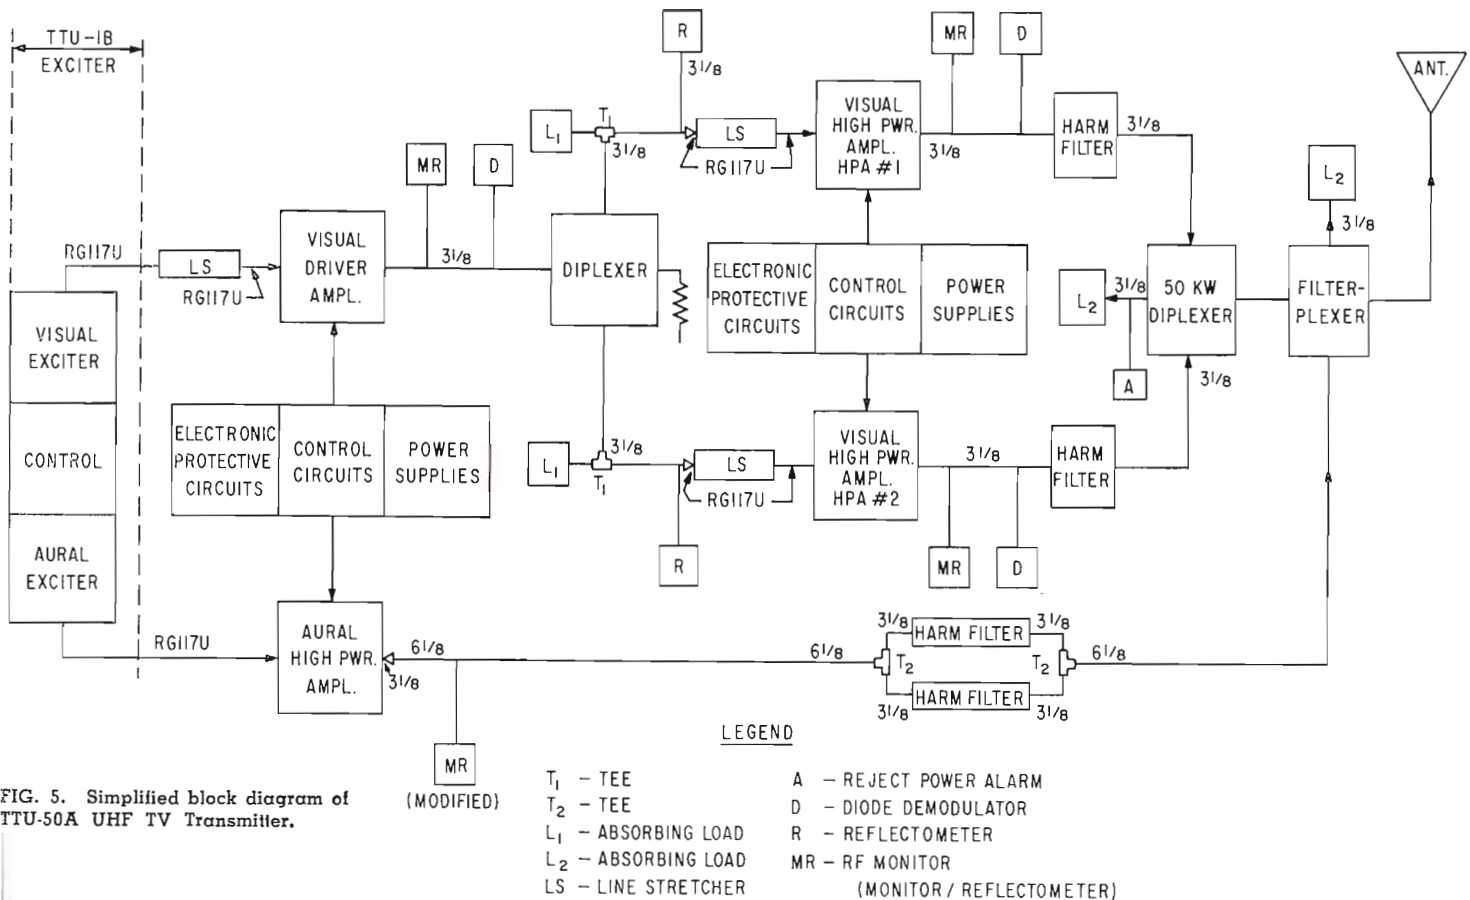 TTU-1B
EXCITER
RG117U
LS
RG117U
VISUAL
EXCITER
CONTROL
AURAL
EXCITER
RG117U
VISUAL
DRIVER
AMPL.
MR
D
3 1/8
ELECTRONIC
PROTECTIVE
CIRCUITS
CONTROL
CIRCUITS
POWER
SUPPLIES
AURAL
HIGH PWR.
AMPL.
6 1/8
3 1/8
MR
(MODIFIED)
DIPLEXER
L1
T1
3 1/8
R
3 1/8
LS
RG117U
VISUAL
HIGH PWR.
AMPL.
HPA #1
3 1/8
MR
D
HARM
FILTER
3 1/8
ELECTRONIC
PROTECTIVE
CIRCUITS
CONTROL
CIRCUITS
POWER
SUPPLIES
L1
T1
3 1/8
R
LS
RG117U
VISUAL
HIGH PWR.
AMPL.
HPA #2
3 1/8
MR
D
HARM
FILTER
3 1/8
L2
3 1/8
A
50 KW
DIPLEXER
L2
3 1/8
FILTER-
PLEXER
ANT.
6 1/8
T2
3 1/8
HARM FILTER
3 1/8
3 1/8
HARM FILTER
3 1/8
T2
6 1/8
LEGEND
T1 – TEE
T2 – TEE
L1 – ABSORBING LOAD
L2 – ABSORBING LOAD
LS – LINE STRETCHER
A – REJECT POWER ALARM
D – DIODE DEMODULATOR
R – REFLECTOMETER
MR – RF MONITOR
(MONITOR / REFLECTOMETER)
FIG. 5. Simplified block diagram of
TTU-50A UHF TV Transmitter.